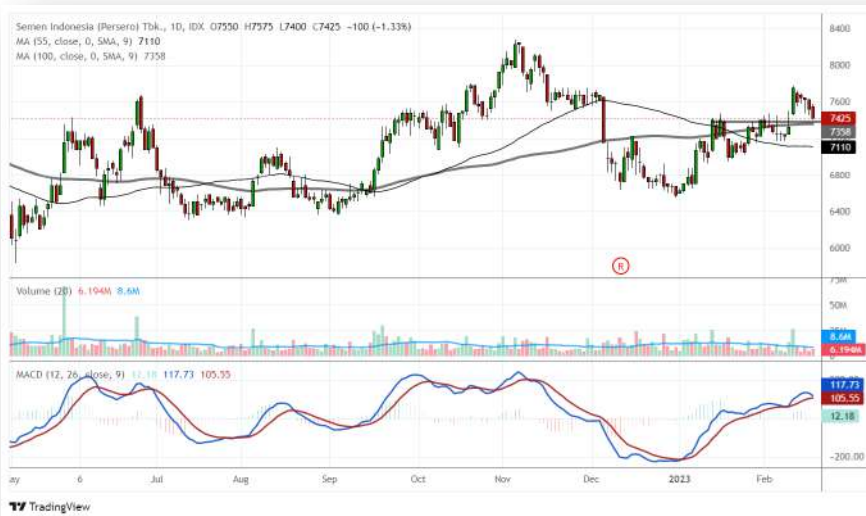 Semen Indonesia (Persero) Tbk., 1D, IDX O7550 H7575 L7400 C7425 -100 (-1.33%)
MA (55, close, 0, SMA, 9) 7110
MA (100, close, 0, SMA, 9) 7358
8400
8000
7600
7425
7358
7110
6800
6400
6000
R
Volume (20) 6.194M 8.6M
75M
50M
8.6M
6.194M
MACD (12, 26, close, 9) 12.18 117.73 105.55
117.73
105.55
12.18
-200.00
ay 6 Jul Aug Sep Oct Nov Dec 2023 Feb
TradingView